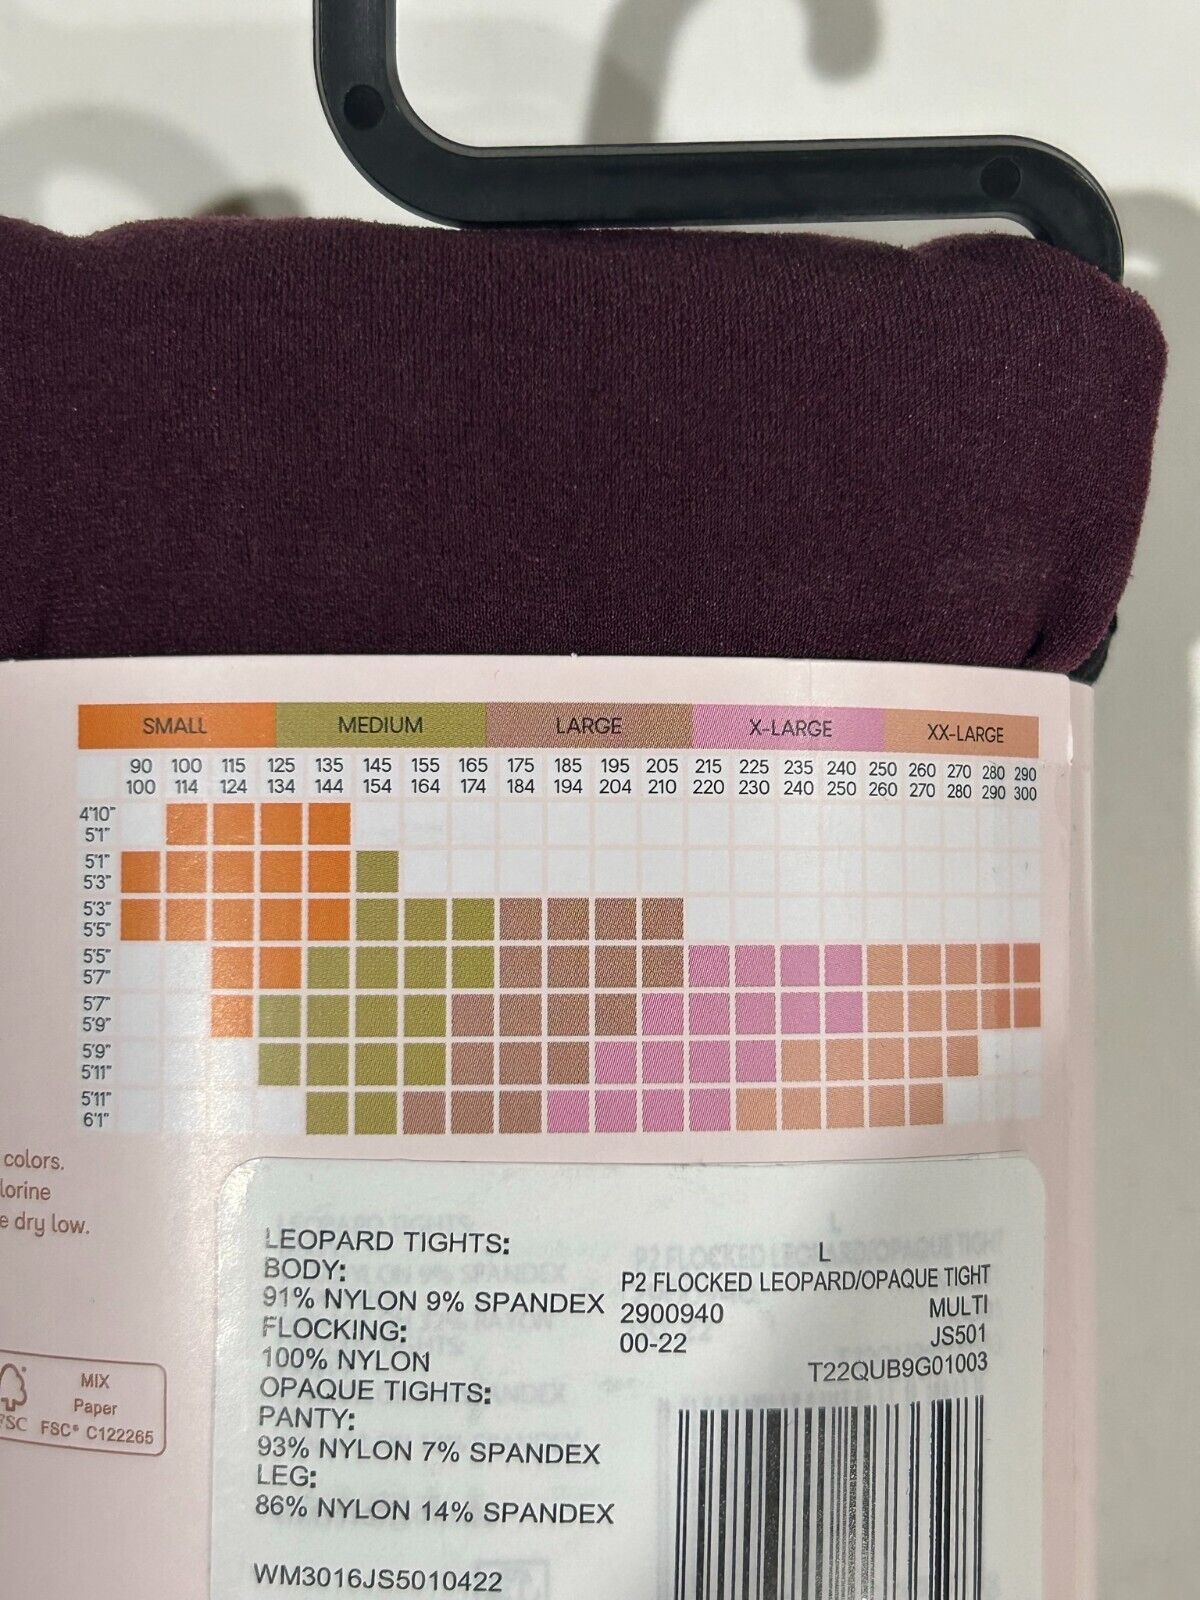 SMALL MEDIUM LARGE X-LARGE XX-LARGE
90 100 115 125 135 145 155 165 175 185 195 205 215 225 235 240 250 260 270 280 290
100 114 124 134 144 154 164 174 184 194 204 210 220 230 240 250 260 270 280 290 300
4'10"
5'1"
5'1"
5'3"
5'3"
5'5"
5'5"
5'7"
5'7"
5'9"
5'9"
5'11"
5'11"
6'1"
colors.
lorine
e dry low.
MIX
Paper
FSC® C122265
FSC
LEOPARD TIGHTS:
BODY:
91% NYLON 9% SPANDEX
FLOCKING:
100% NYLON
OPAQUE TIGHTS:
PANTY:
93% NYLON 7% SPANDEX
LEG:
86% NYLON 14% SPANDEX
WM3016JS5010422
L
P2 FLOCKED LEOPARD/OPAQUE TIGHT
2900940 MULTI
00-22 JS501
T22QUB9G01003